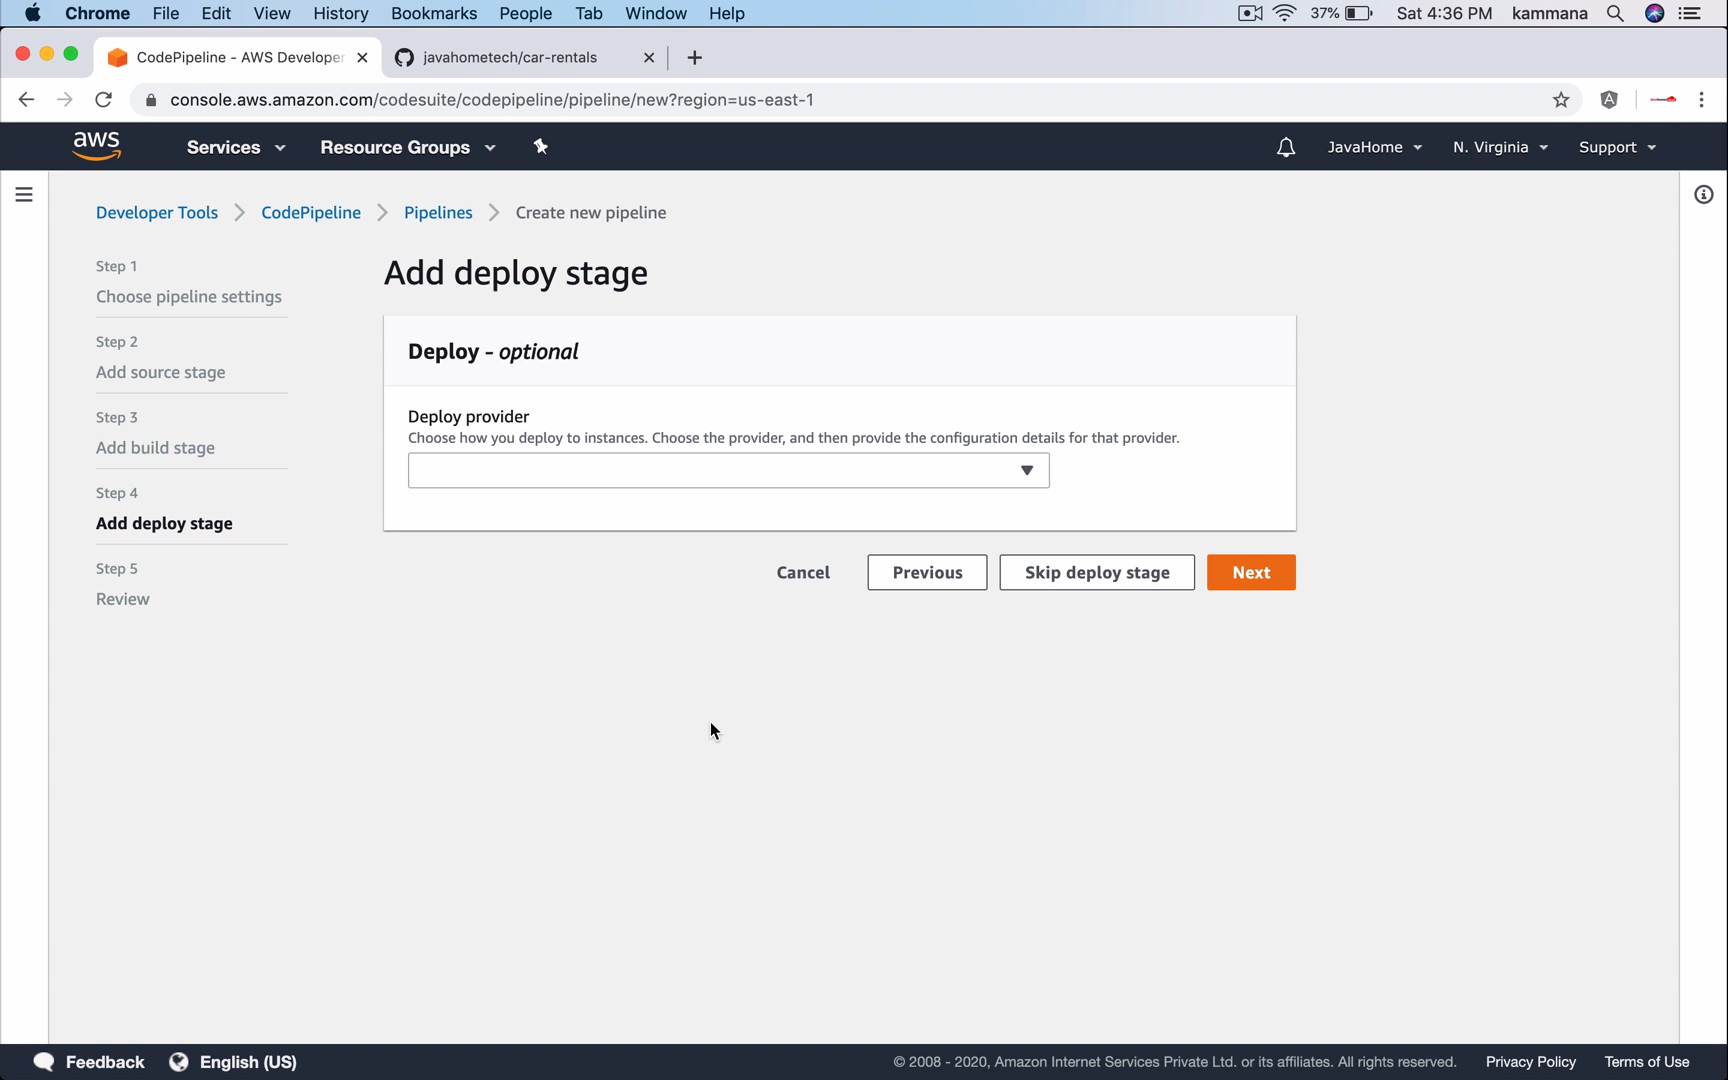 Chrome File Edit View History Bookmarks People Tab Window Help 37% Sat 4:36 PM kammana
CodePipeline - AWS Developer javahometech/car-rentals
console.aws.amazon.com/codesuite/codepipeline/pipeline/new?region=us-east-1
aws Services Resource Groups JavaHome N. Virginia Support
Developer Tools CodePipeline Pipelines Create new pipeline
Step 1
Choose pipeline settings
Step 2
Add source stage
Step 3
Add build stage
Step 4
Add deploy stage
Step 5
Review
Add deploy stage
Deploy - optional
Deploy provider
Choose how you deploy to instances. Choose the provider, and then provide the configuration details for that provider.
Cancel Previous Skip deploy stage Next
Feedback English (US) © 2008 - 2020, Amazon Internet Services Private Ltd. or its affiliates. All rights reserved. Privacy Policy Terms of Use